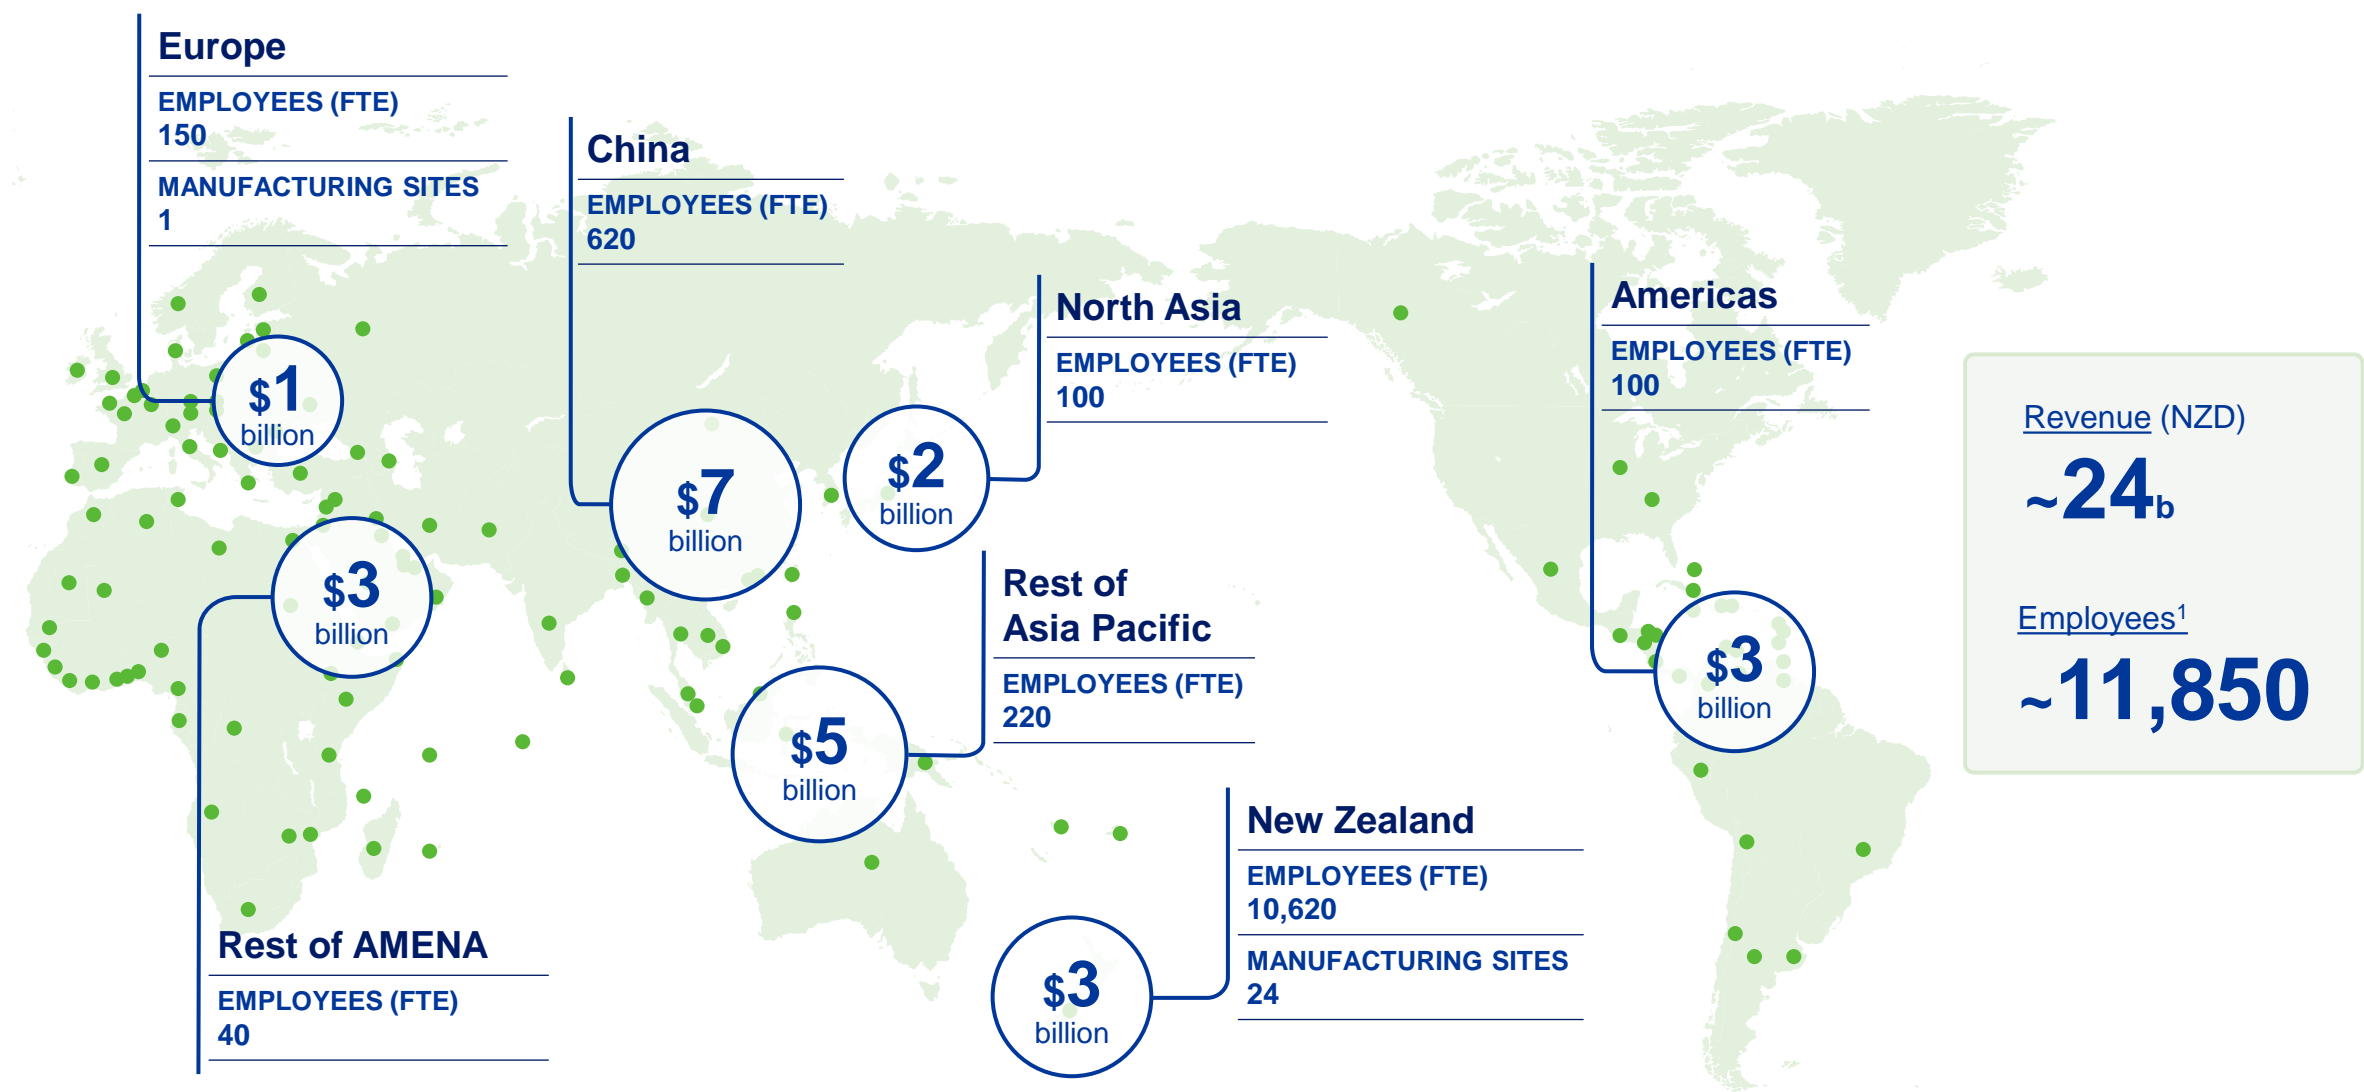 Europe
EMPLOYEES (FTE)
150
MANUFACTURING SITES
1
$1
billion
China
EMPLOYEES (FTE)
620
$7
billion
North Asia
EMPLOYEES (FTE)
100
$2
billion
Americas
EMPLOYEES (FTE)
100
$3
billion
Revenue (NZD)
~24b
Employees1
~11,850
$3
billion
Rest of AMENA
EMPLOYEES (FTE)
40
Rest of
Asia Pacific
EMPLOYEES (FTE)
220
$5
billion
New Zealand
EMPLOYEES (FTE)
10,620
MANUFACTURING SITES
24
$3
billion